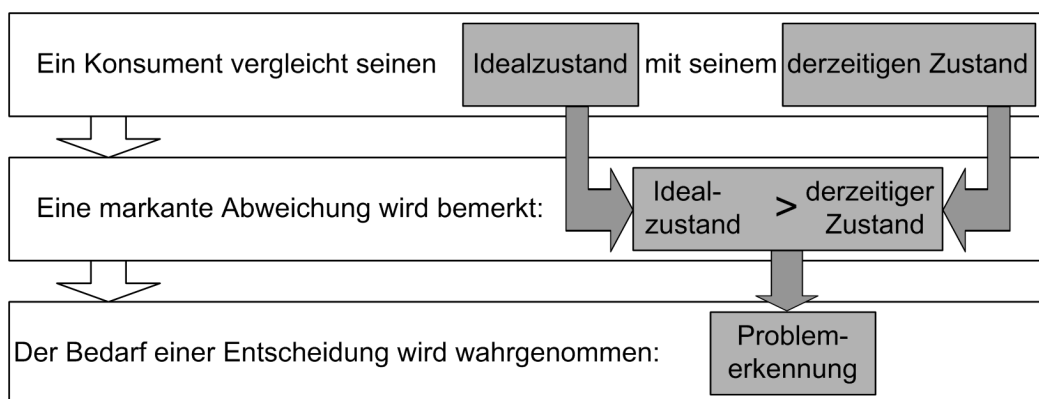 Ein Konsument vergleicht seinen Idealzustand mit seinem derzeitigen Zustand
Eine markante Abweichung wird bemerkt:
Ideal-
zustand
>
derzeitiger
Zustand
Der Bedarf einer Entscheidung wird wahrgenommen:
Problem-
erkennung